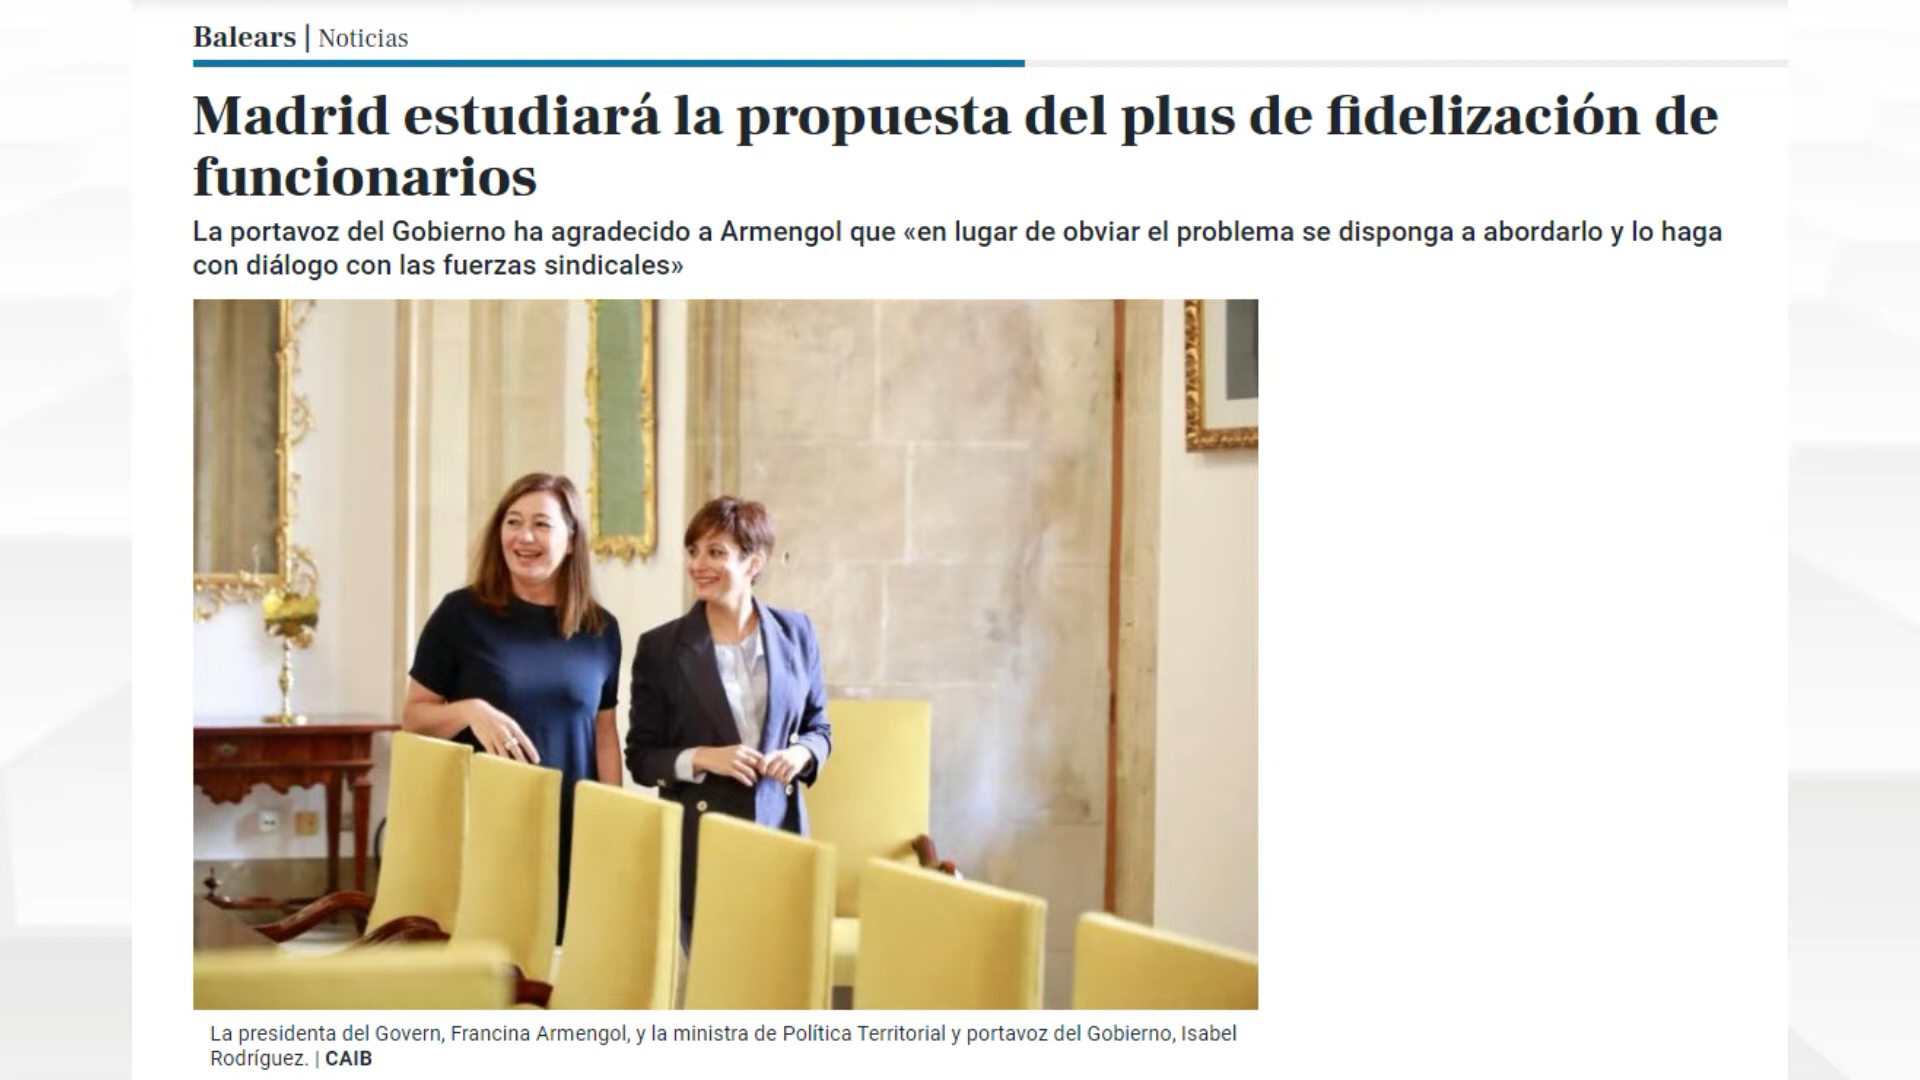 Balears | Noticias
Madrid estudiará la propuesta del plus de fidelización de
funcionarios
La portavoz del Gobierno ha agradecido a Armengol que «en lugar de obviar el problema se disponga a abordarlo y lo haga
con diálogo con las fuerzas sindicales»
La presidenta del Govern, Francina Armengol, y la ministra de Política Territorial y portavoz del Gobierno, Isabel
Rodríguez. | CAIB